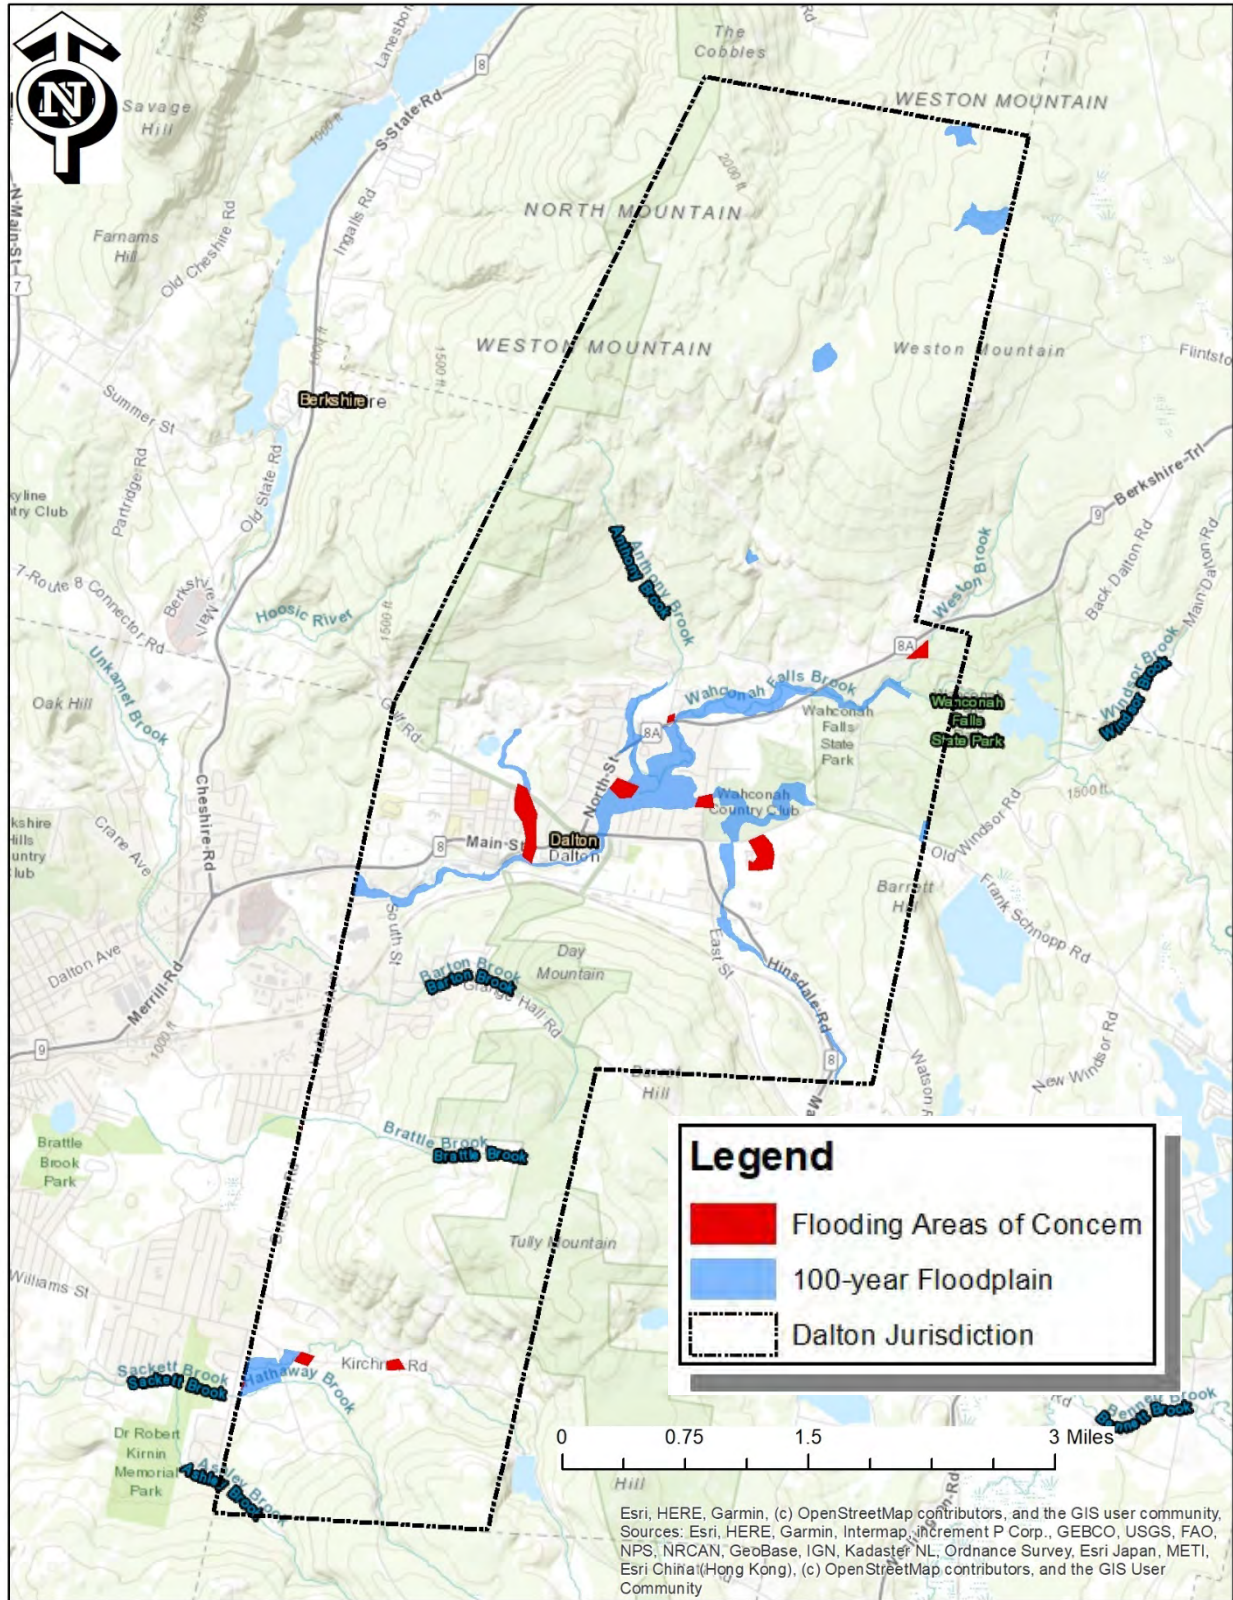 The
Cobbles
Lanesbor
8
S-State-Rd
WESTON MOUNTAIN
N
Savage
Hill
1000 ft
2000 ft
NORTH MOUNTAIN
N-Main-St
7
Farnams
Hill
Old Cheshire Rd
Ingalls Rd
WESTON MOUNTAIN
Weston Mountain
Flintsto
1500 ft
Berkshire
Summer St
Partridge Rd
Old State Rd
Berkshire-Trl
9
Anthony Brook
Anthony Brook
Weston Brook
Back Dalton Rd
Main Dalton Rd
7-Route 8 Connector Rd
Hoosic River
1500 ft
8A
Unkamet Brook
Oak Hill
Wahconah Falls Brook
Wahconah
Falls
State Park
Windsor Brook
Windsor Brook
Gulf Rd
8A
Wahconah
Falls
State Park
1500 ft
North-St
Wahconah
Country Club
Cheshire-Rd
Crane Ave
8
Main-St
Dalton
Dalton
Old Windsor Rd
Barrett
Frank Schnopp Rd
South St
Dalton Ave
East St
Day
Mountain
Hinsdale-Rd
Barton Brook
Barton Brook
Grange Hall Rd
Merrill-Rd
1000 ft
9
8
New Windsor Rd
Hill
Brattle
Brook
Park
Brattle Brook
Brattle Brook
Legend
Flooding Areas of Concern
100-year Floodplain
Dalton Jurisdiction
Tully Mountain
Williams St
Sackett Brook
Sackett Brook
Hathaway Brook
Rd
Bennett Brook
Dr Robert
Kirnin
Memorial
Park
Ashley Brook
Ashley Brook
0 0.75 1.5 3 Miles
Hill
Esri, HERE, Garmin, (c) OpenStreetMap contributors, and the GIS user community,
Sources: Esri, HERE, Garmin, Intermap, increment P Corp., GEBCO, USGS, FAO,
NPS, NRCAN, GeoBase, IGN, Kadaster NL, Ordnance Survey, Esri Japan, METI,
Esri China (Hong Kong), (c) OpenStreetMap contributors, and the GIS User
Community